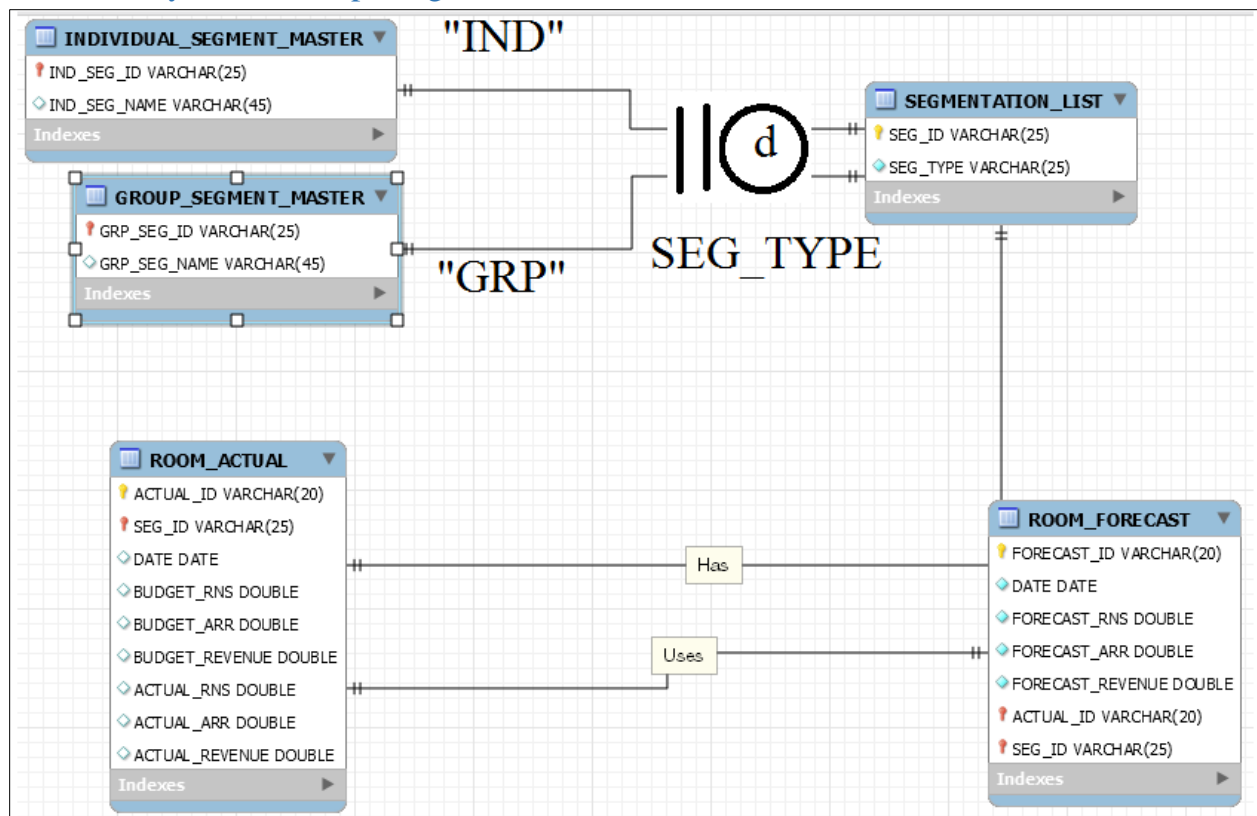 INDIVIDUAL_SEGMENT_MASTER
IND_SEG_ID VARCHAR(25)
IND_SEG_NAME VARCHAR(45)
Indexes
"IND"
GROUP_SEGMENT_MASTER
GRP_SEG_ID VARCHAR(25)
GRP_SEG_NAME VARCHAR(45)
Indexes
"GRP"
d
SEG_TYPE
SEGMENTATION_LIST
SEG_ID VARCHAR(25)
SEG_TYPE VARCHAR(25)
Indexes
ROOM_ACTUAL
ACTUAL_ID VARCHAR(20)
SEG_ID VARCHAR(25)
DATE DATE
BUDGET_RNS DOUBLE
BUDGET_ARR DOUBLE
BUDGET_REVENUE DOUBLE
ACTUAL_RNS DOUBLE
ACTUAL_ARR DOUBLE
ACTUAL_REVENUE DOUBLE
Indexes
Has
Uses
ROOM_FORECAST
FORECAST_ID VARCHAR(20)
DATE DATE
FORECAST_RNS DOUBLE
FORECAST_ARR DOUBLE
FORECAST_REVENUE DOUBLE
ACTUAL_ID VARCHAR(20)
SEG_ID VARCHAR(25)
Indexes